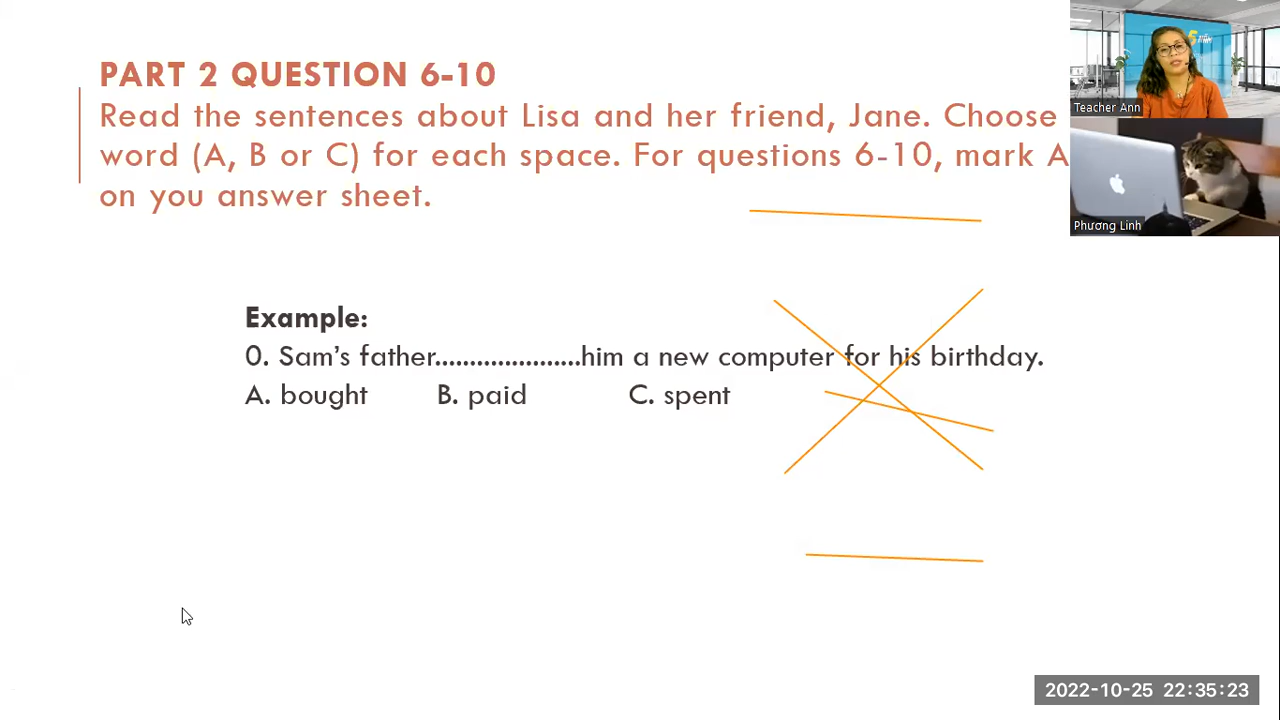 PART 2 QUESTION 6-10
Read the sentences about Lisa and her friend, Jane. Choose
word (A, B or C) for each space. For questions 6-10, mark A
on you answer sheet.
Teacher Ann
Phương Linh
Example:
0. Sam's father.....................him a new computer for his birthday.
A. bought B. paid C. spent
2022-10-25 22:35:23